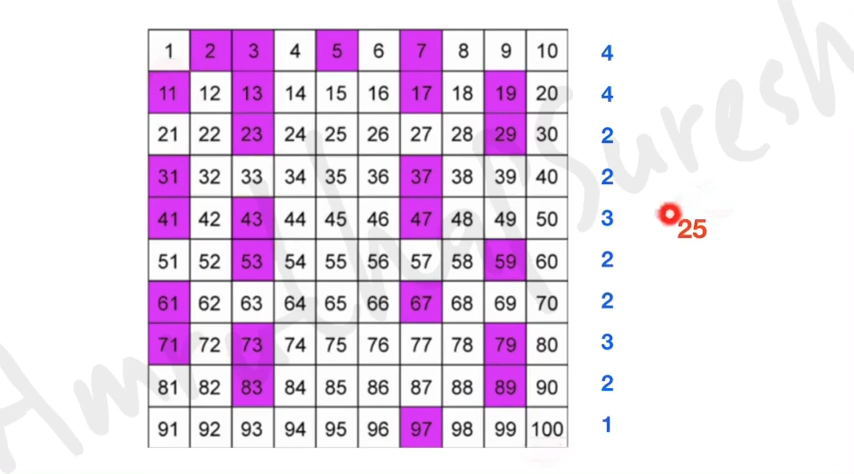 1 2 3 4 5 6 7 8 9 10 4
11 12 13 14 15 16 17 18 19 20 4
21 22 23 24 25 26 27 28 29 30 2
31 32 33 34 35 36 37 38 39 40 2
41 42 43 44 45 46 47 48 49 50 3
25
51 52 53 54 55 56 57 58 59 60 2
61 62 63 64 65 66 67 68 69 70 2
71 72 73 74 75 76 77 78 79 80 3
81 82 83 84 85 86 87 88 89 90 2
91 92 93 94 95 96 97 98 99 100 1